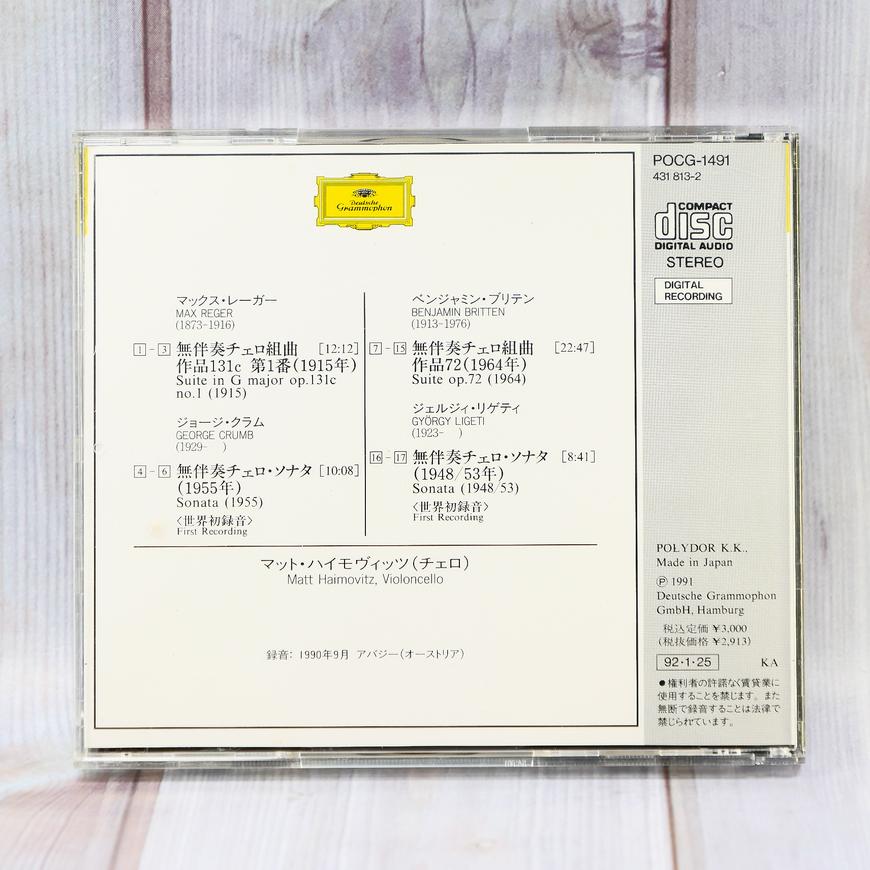 Deutsche
Grammophon
マックス・レーガー
MAX REGER
(1873-1916)
1 - 3 無伴奏チェロ組曲 [12:12]
作品131c 第1番(1915年)
Suite in G major op.131c
no.1 (1915)
ジョージ・クラム
GEORGE CRUMB
(1929- )
4 - 6 無伴奏チェロ・ソナタ [10:08]
(1955年)
Sonata (1955)
〈世界初録音〉
First Recording
ベンジャミン・ブリテン
BENJAMIN BRITTEN
(1913-1976)
7 - 15 無伴奏チェロ組曲 [22:47]
作品72(1964年)
Suite op.72 (1964)
ジェルジィ・リゲティ
GYÖRGY LIGETI
(1923- )
16 - 17 無伴奏チェロ・ソナタ [8:41]
(1948/53年)
Sonata (1948/53)
〈世界初録音〉
First Recording
マット・ハイモヴィッツ(チェロ)
Matt Haimovitz, Violoncello
録音: 1990年9月 アバジー(オーストリア)
POCG-1491
431 813-2
COMPACT
disc
DIGITAL AUDIO
STEREO
DIGITAL
RECORDING
POLYDOR K.K.,
Made in Japan
Ⓟ 1991
Deutsche Grammophon
GmbH, Hamburg
税込定価 ¥3,000
(税抜価格 ¥2,913)
92・1・25 KA
●権利者の許諾なく賃貸業に
使用することを禁じます。また
無断で録音することは法律で
禁じられています。